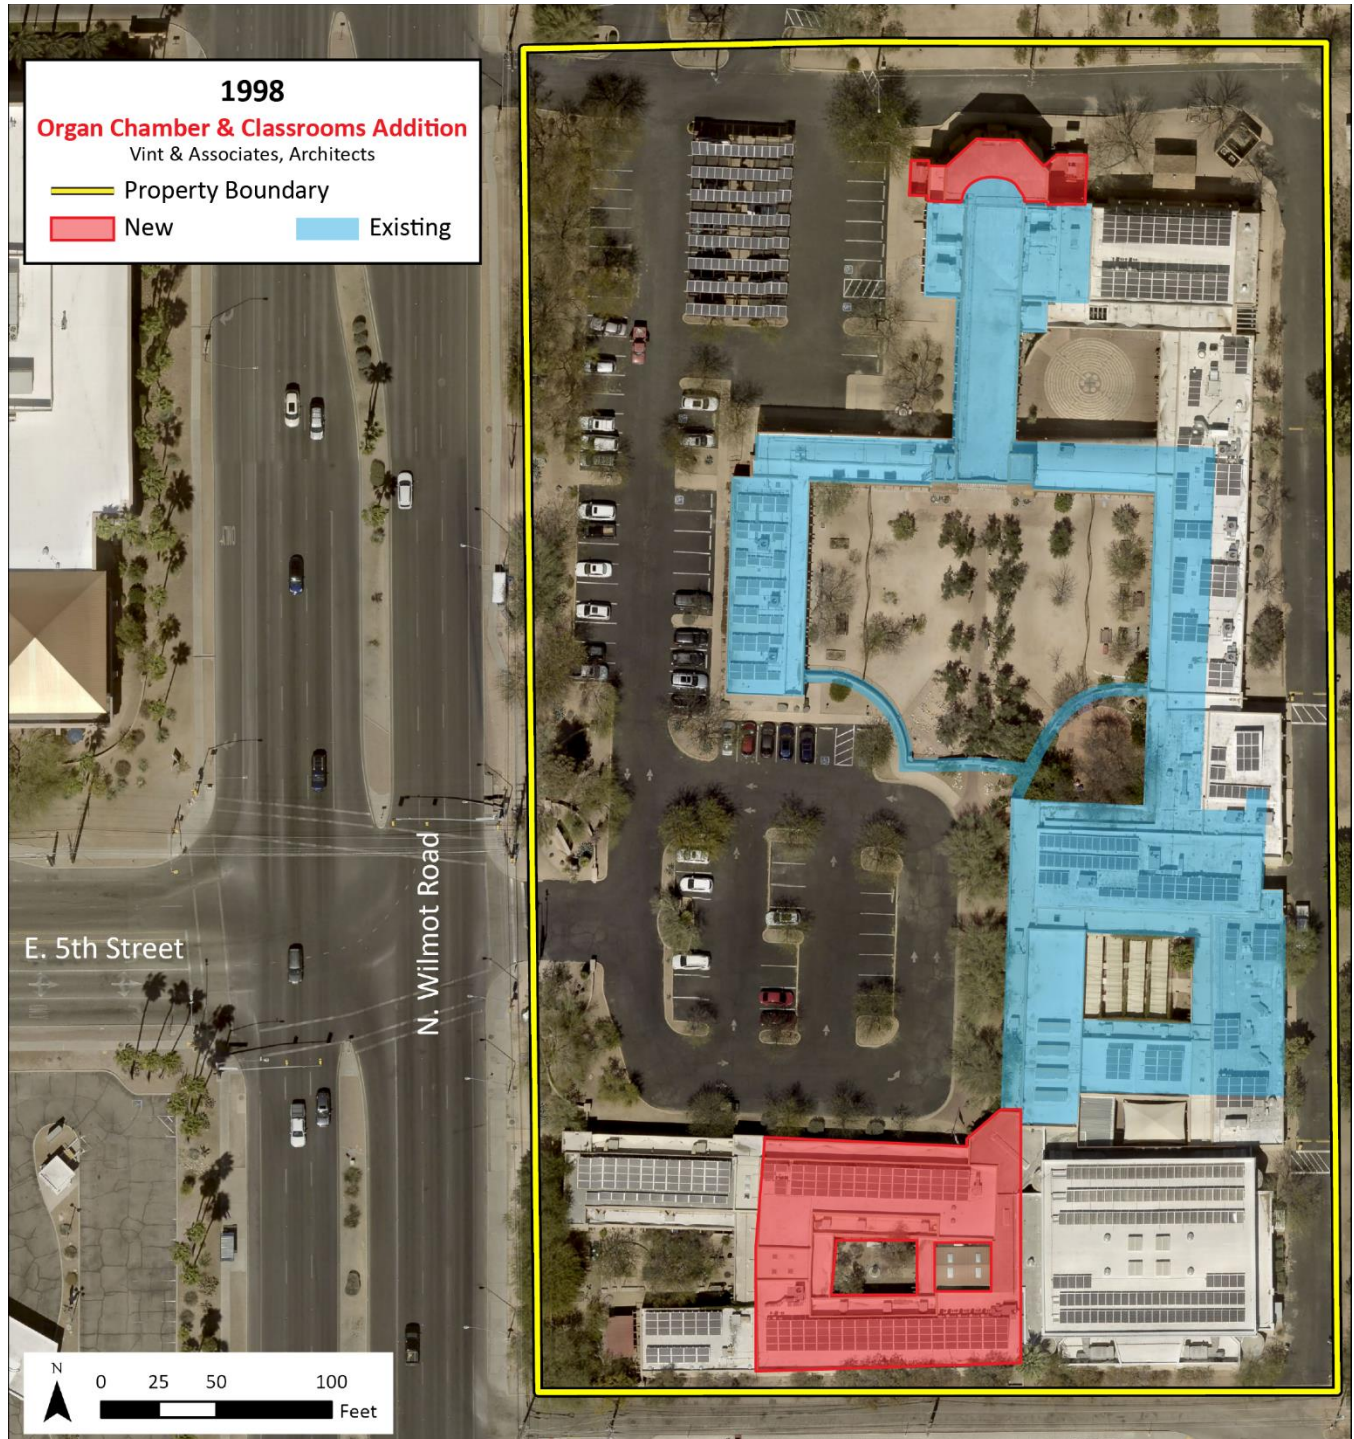 1998
Organ Chamber & Classrooms Addition
Vint & Associates, Architects
Property Boundary
New Existing
E. 5th Street
N. Wilmot Road
N
0 25 50 100
Feet